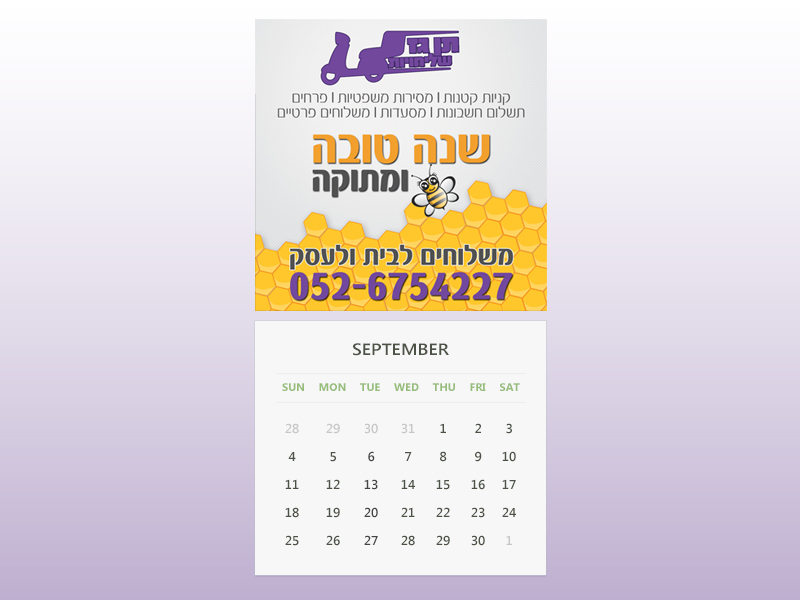 תן גז
שליחויות
קניות קטנות | מסירות משפטיות | פרחים
תשלום חשבונות | מסעדות | משלוחים פרטיים
שנה טובה
ומתוקה
משלוחים לבית ולעסק
052-6754227
SEPTEMBER
SUN MON TUE WED THU FRI SAT
28 29 30 31 1 2 3
4 5 6 7 8 9 10
11 12 13 14 15 16 17
18 19 20 21 22 23 24
25 26 27 28 29 30 1